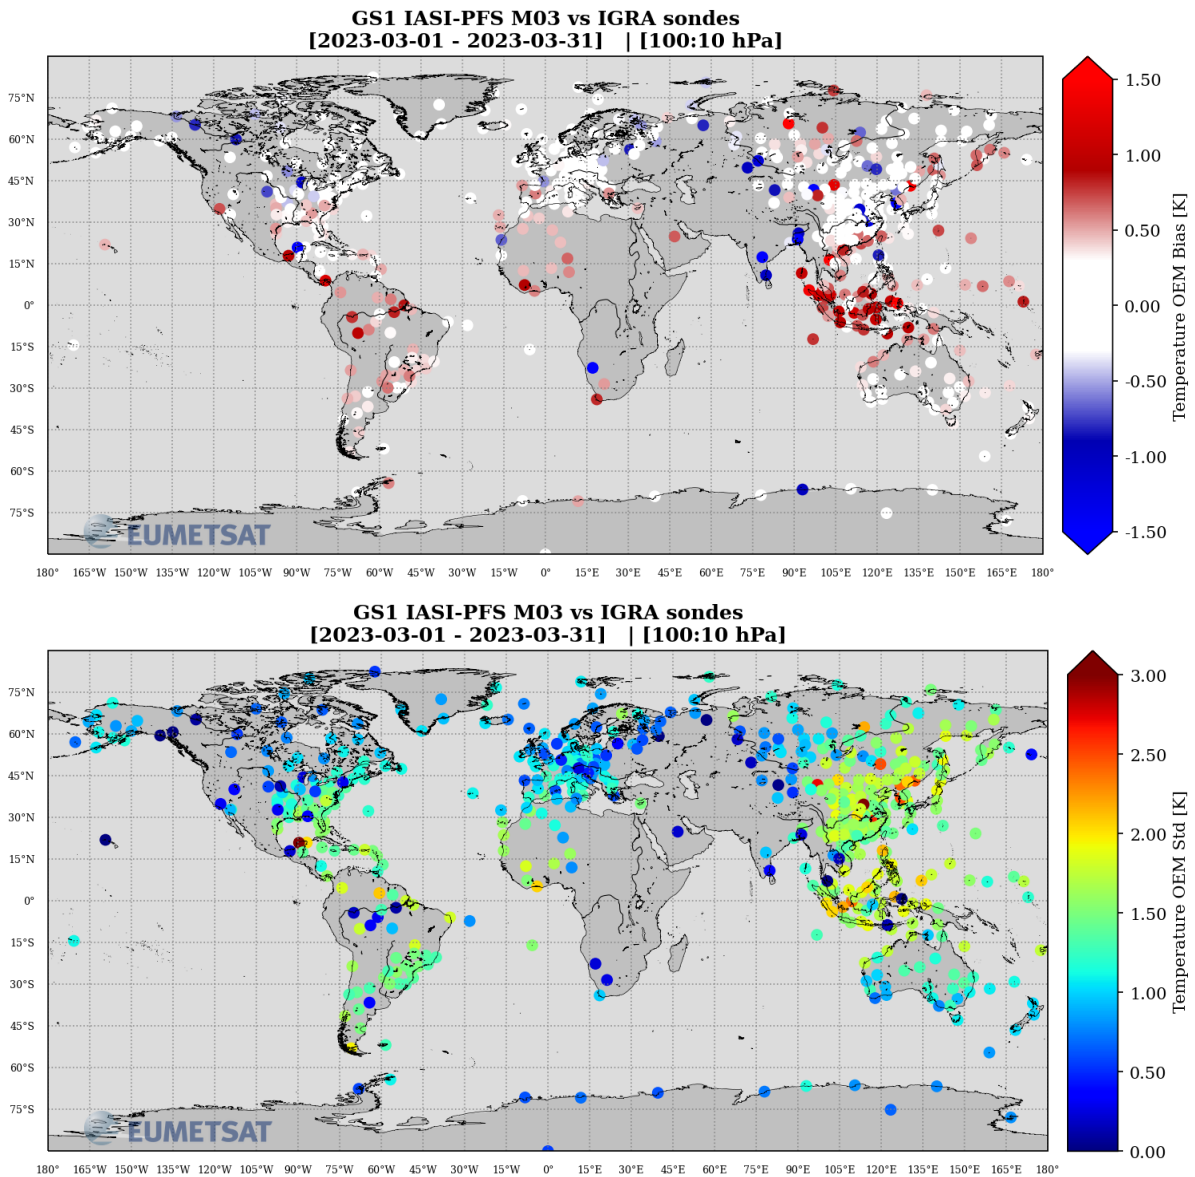 GS1 IASI-PFS M03 vs IGRA sondes
[2023-03-01 - 2023-03-31]   | [100:10 hPa]
75°N
60°N
45°N
30°N
15°N
0°
15°S
30°S
45°S
60°S
75°S
EUMETSAT
180° 165°W 150°W 135°W 120°W 105°W 90°W 75°W 60°W 45°W 30°W 15°W 0° 15°E 30°E 45°E 60°E 75°E 90°E 105°E 120°E 135°E 150°E 165°E 180°
1.50
1.00
0.50
0.00
-0.50
-1.00
-1.50
Temperature OEM Bias [K]
GS1 IASI-PFS M03 vs IGRA sondes
[2023-03-01 - 2023-03-31]   | [100:10 hPa]
75°N
60°N
45°N
30°N
15°N
0°
15°S
30°S
45°S
60°S
75°S
EUMETSAT
180° 165°W 150°W 135°W 120°W 105°W 90°W 75°W 60°W 45°W 30°W 15°W 0° 15°E 30°E 45°E 60°E 75°E 90°E 105°E 120°E 135°E 150°E 165°E 180°
3.00
2.50
2.00
1.50
1.00
0.50
0.00
Temperature OEM Std [K]